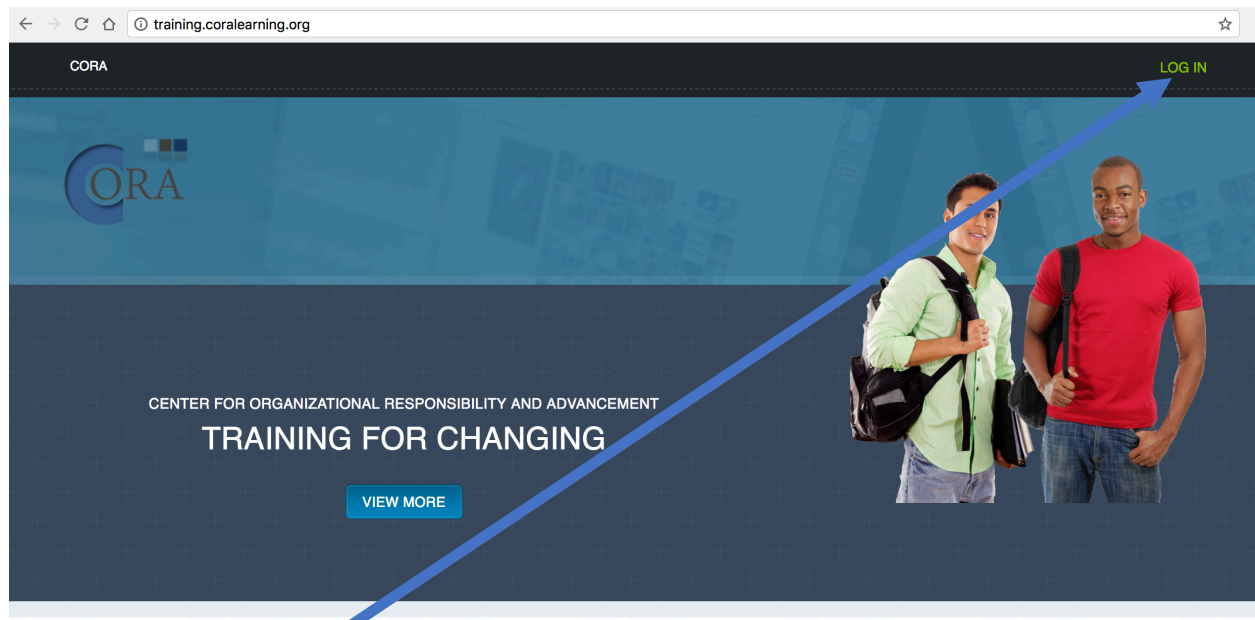 training.coralearning.org
CORA
LOG IN
CORA
CENTER FOR ORGANIZATIONAL RESPONSIBILITY AND ADVANCEMENT
TRAINING FOR CHANGING
VIEW MORE